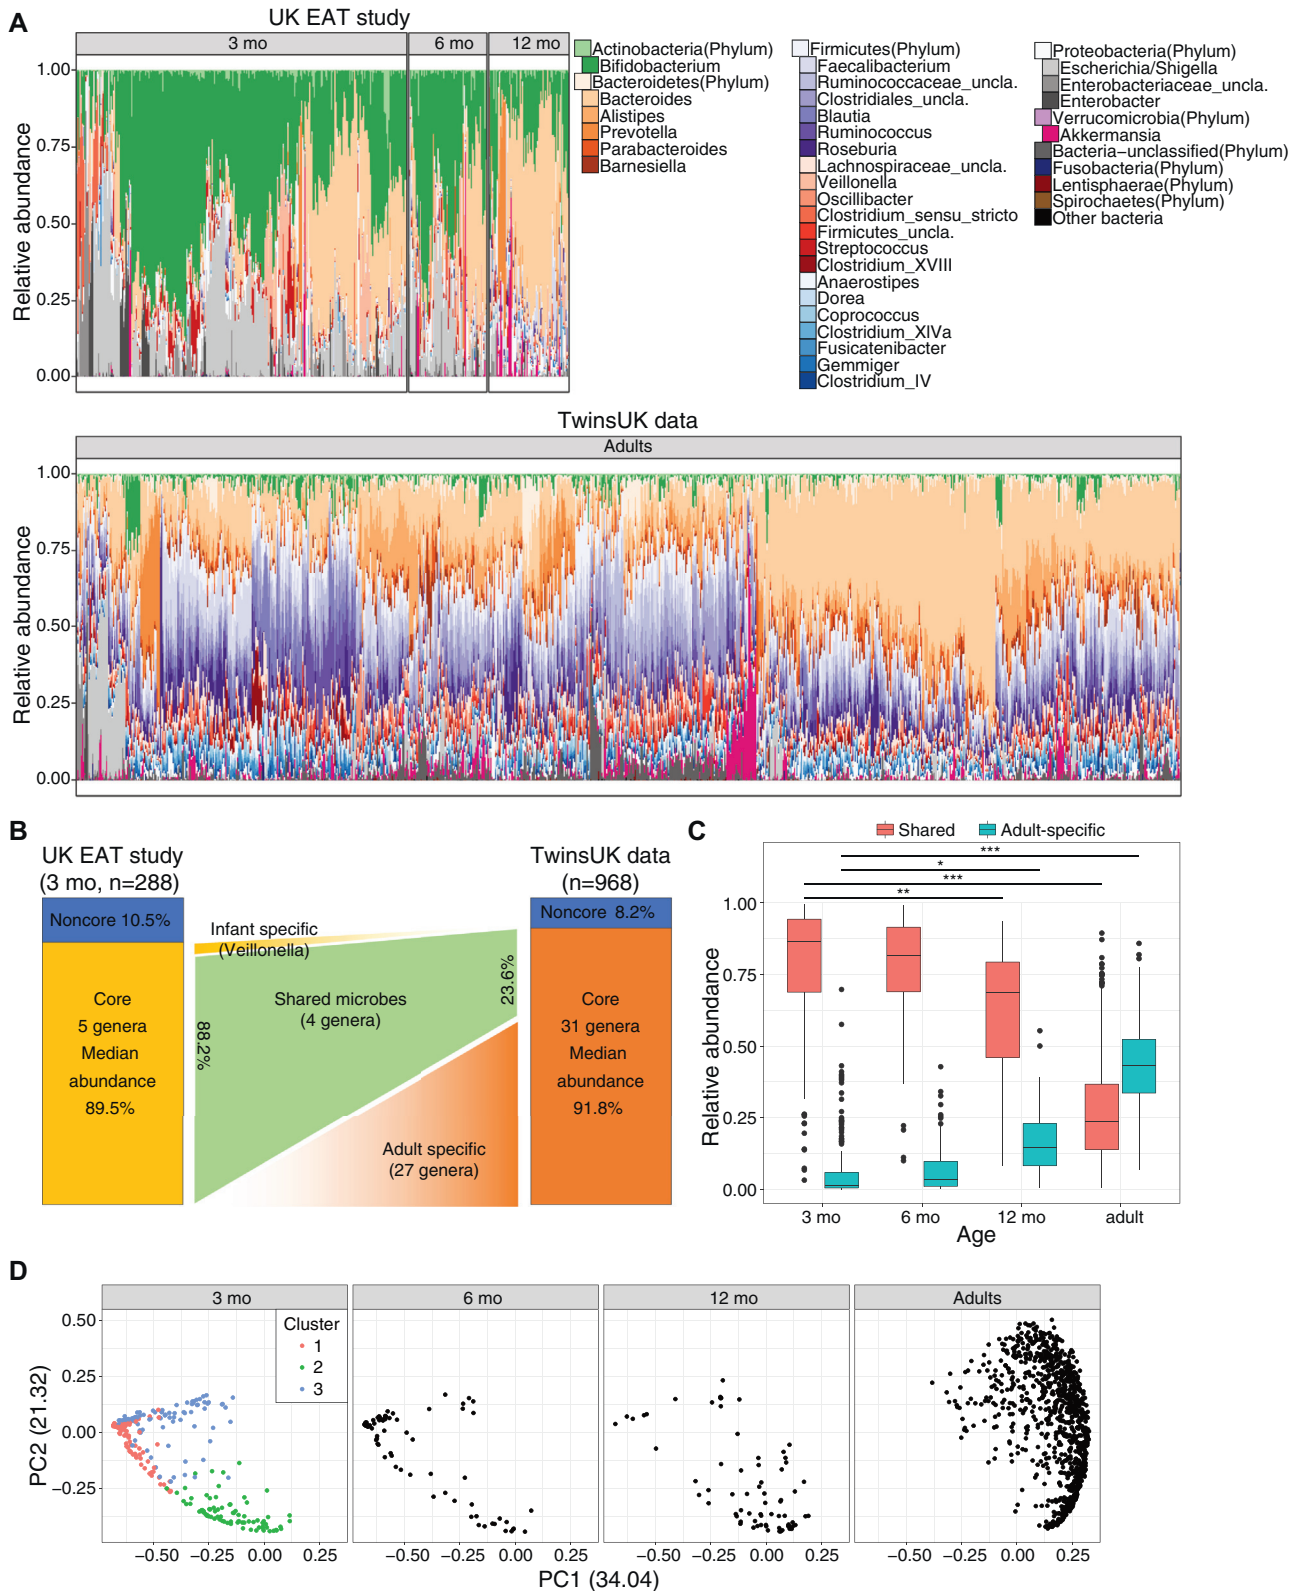 A
UK EAT study
3 mo
6 mo
12 mo
Relative abundance
1.00
0.75
0.50
0.25
0.00
Actinobacteria(Phylum)
Bifidobacterium
Bacteroidetes(Phylum)
Bacteroides
Alistipes
Prevotella
Parabacteroides
Barnesiella
Firmicutes(Phylum)
Faecalibacterium
Ruminococcaceae_uncla.
Clostridiales_uncla.
Blautia
Ruminococcus
Roseburia
Lachnospiraceae_uncla.
Veillonella
Oscillibacter
Clostridium_sensu_stricto
Firmicutes_uncla.
Streptococcus
Clostridium_XVIII
Anaerostipes
Dorea
Coprococcus
Clostridium_XIVa
Fusicatenibacter
Gemmiger
Clostridium_IV
Proteobacteria(Phylum)
Escherichia/Shigella
Enterobacteriaceae_uncla.
Enterobacter
Verrucomicrobia(Phylum)
Akkermansia
Bacteria−unclassified(Phylum)
Fusobacteria(Phylum)
Lentisphaerae(Phylum)
Spirochaetes(Phylum)
Other bacteria
TwinsUK data
Adults
Relative abundance
1.00
0.75
0.50
0.25
0.00
B
UK EAT study
(3 mo, n=288)
Noncore 10.5%
Core
5 genera
Median
abundance
89.5%
Infant specific
(Veillonella)
Shared microbes
(4 genera)
88.2%
23.6%
Adult specific
(27 genera)
TwinsUK data
(n=968)
Noncore 8.2%
Core
31 genera
Median
abundance
91.8%
C
Shared
Adult-specific
***
*
***
**
Relative abundance
1.00
0.75
0.50
0.25
0.00
3 mo
6 mo
12 mo
adult
Age
D
3 mo
6 mo
12 mo
Adults
Cluster
1
2
3
PC2 (21.32)
0.50
0.25
0.00
−0.25
−0.50 −0.25 0.00 0.25
−0.50 −0.25 0.00 0.25
−0.50 −0.25 0.00 0.25
−0.50 −0.25 0.00 0.25
PC1 (34.04)